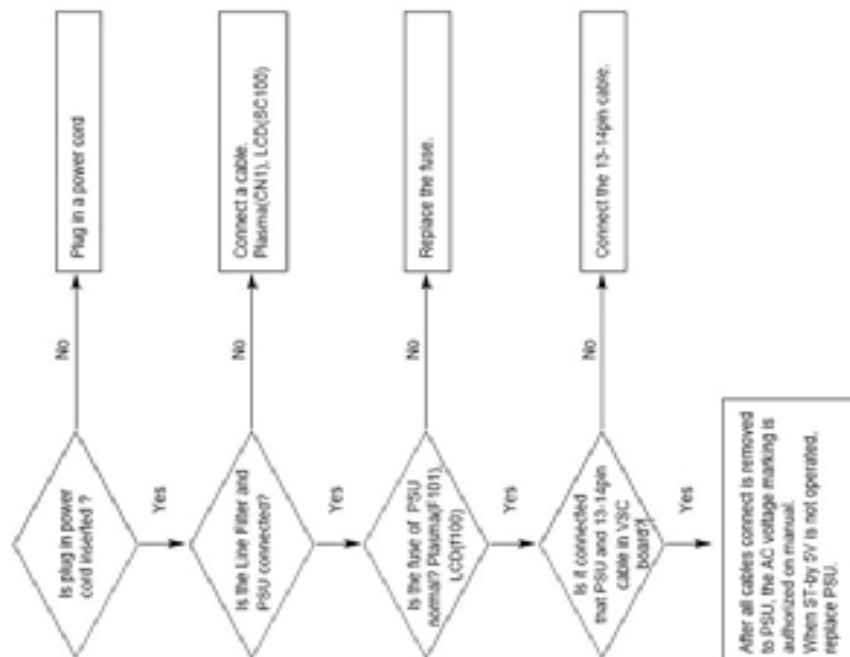 Is plug in power
cord inserted ?
No
Plug in a power cord
Yes
Is the Line Filter and
PSU connected?
No
Connect a cable.
Plasma(CN1), LCD(SC100)
Yes
Is the fuse of PSU
normal? Plasma(F101),
LCD(f100)
No
Replace the fuse.
Yes
Is it connected
that PSU and 13-14pin
cable in VSC
board?
No
Connect the 13-14pin cable.
Yes
After all cables connect is removed
to PSU, the AC voltage marking is
authorized on manual.
When ST-by 5V is not operated,
replace PSU.